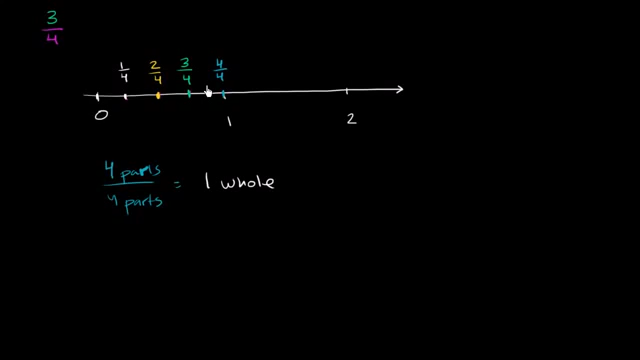 3/4
1/4 2/4 3/4 4/4
0 1 2
4 parts/4 parts = 1 whole